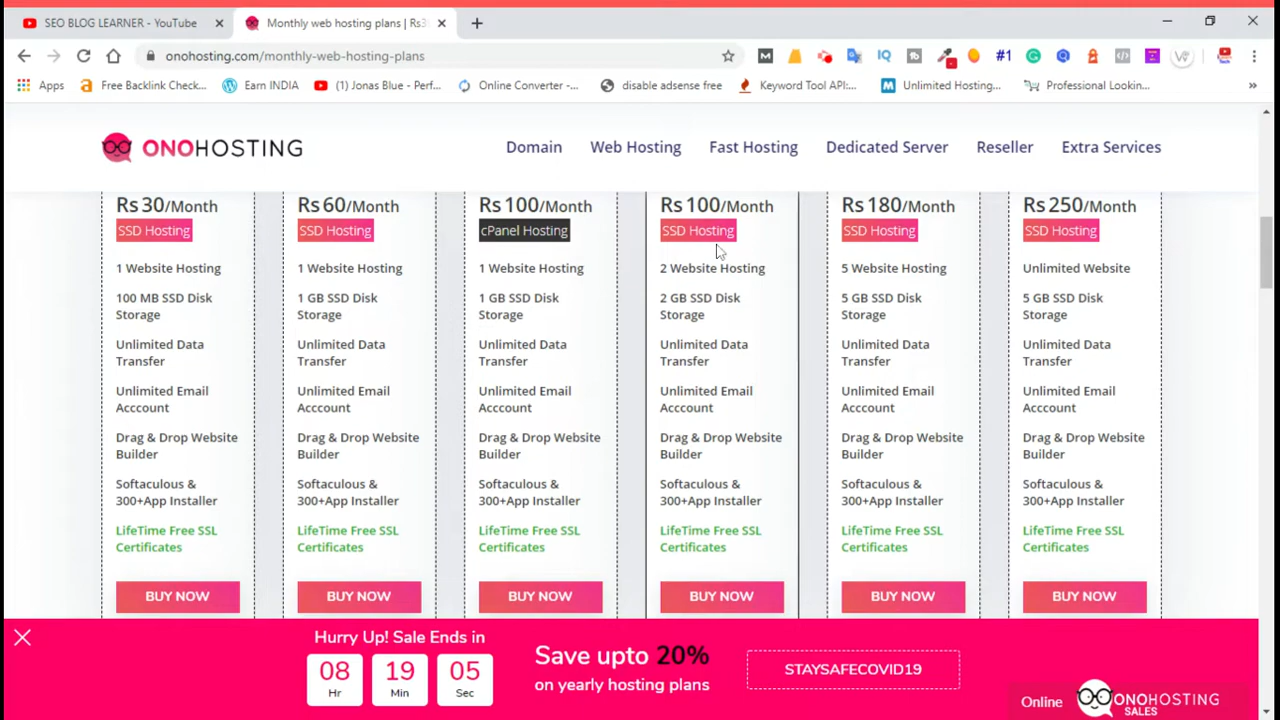 SEO BLOG LEARNER - YouTube
Monthly web hosting plans | Rs3
onohosting.com/monthly-web-hosting-plans
#1
Apps
Free Backlink Check...
Earn INDIA
(1) Jonas Blue - Perf...
Online Converter -...
disable adsense free
Keyword Tool API:...
Unlimited Hosting...
Professional Lookin...
»
ONOHOSTING
Domain
Web Hosting
Fast Hosting
Dedicated Server
Reseller
Extra Services
Rs 30/Month
SSD Hosting
1 Website Hosting
100 MB SSD Disk
Storage
Unlimited Data
Transfer
Unlimited Email
Acccount
Drag & Drop Website
Builder
Softaculous &
300+App Installer
LifeTime Free SSL
Certificates
BUY NOW
Rs 60/Month
SSD Hosting
1 Website Hosting
1 GB SSD Disk
Storage
Unlimited Data
Transfer
Unlimited Email
Acccount
Drag & Drop Website
Builder
Softaculous &
300+App Installer
LifeTime Free SSL
Certificates
BUY NOW
Rs 100/Month
cPanel Hosting
1 Website Hosting
1 GB SSD Disk
Storage
Unlimited Data
Transfer
Unlimited Email
Acccount
Drag & Drop Website
Builder
Softaculous &
300+App Installer
LifeTime Free SSL
Certificates
BUY NOW
Rs 100/Month
SSD Hosting
2 Website Hosting
2 GB SSD Disk
Storage
Unlimited Data
Transfer
Unlimited Email
Acccount
Drag & Drop Website
Builder
Softaculous &
300+App Installer
LifeTime Free SSL
Certificates
BUY NOW
Rs 180/Month
SSD Hosting
5 Website Hosting
5 GB SSD Disk
Storage
Unlimited Data
Transfer
Unlimited Email
Acccount
Drag & Drop Website
Builder
Softaculous &
300+App Installer
LifeTime Free SSL
Certificates
BUY NOW
Rs 250/Month
SSD Hosting
Unlimited Website
5 GB SSD Disk
Storage
Unlimited Data
Transfer
Unlimited Email
Acccount
Drag & Drop Website
Builder
Softaculous &
300+App Installer
LifeTime Free SSL
Certificates
BUY NOW
Hurry Up! Sale Ends in
08 19 05
Hr Min Sec
Save upto 20%
on yearly hosting plans
STAYSAFECOVID19
Online
ONOHOSTING
SALES